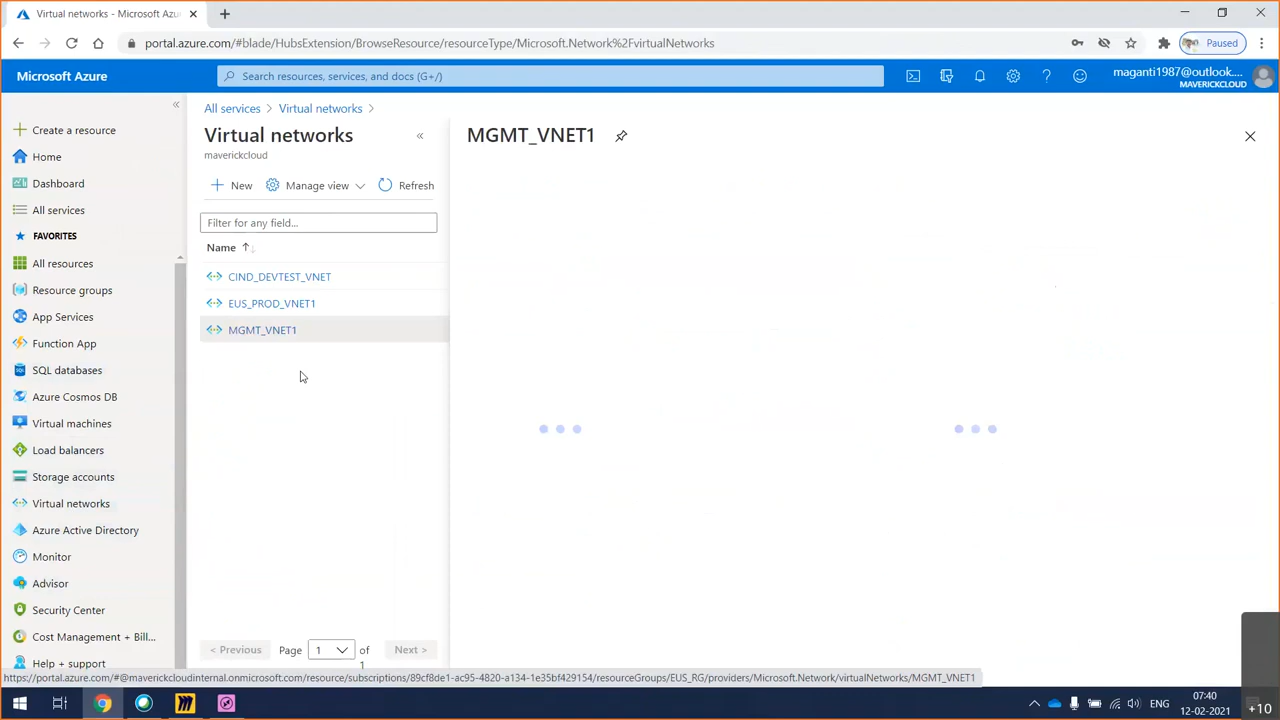 Virtual networks - Microsoft Azu
portal.azure.com/#blade/HubsExtension/BrowseResource/resourceType/Microsoft.Network%2FvirtualNetworks
Paused
Microsoft Azure
Search resources, services, and docs (G+/)
maganti1987@outlook....
MAVERICKCLOUD
Create a resource
Home
Dashboard
All services
FAVORITES
All resources
Resource groups
App Services
Function App
SQL databases
Azure Cosmos DB
Virtual machines
Load balancers
Storage accounts
Virtual networks
Azure Active Directory
Monitor
Advisor
Security Center
Cost Management + Bill...
Help + support
All services > Virtual networks >
Virtual networks
maverickcloud
New
Manage view
Refresh
Filter for any field...
Name
CIND_DEVTEST_VNET
EUS_PROD_VNET1
MGMT_VNET1
< Previous
Page
1
of
1
Next >
MGMT_VNET1
https://portal.azure.com/#@maverickcloudinternal.onmicrosoft.com/resource/subscriptions/89cf8de1-ac95-4820-a134-1e35bf429154/resourceGroups/EUS_RG/providers/Microsoft.Network/virtualNetworks/MGMT_VNET1
ENG
07:40
12-02-2021
+10